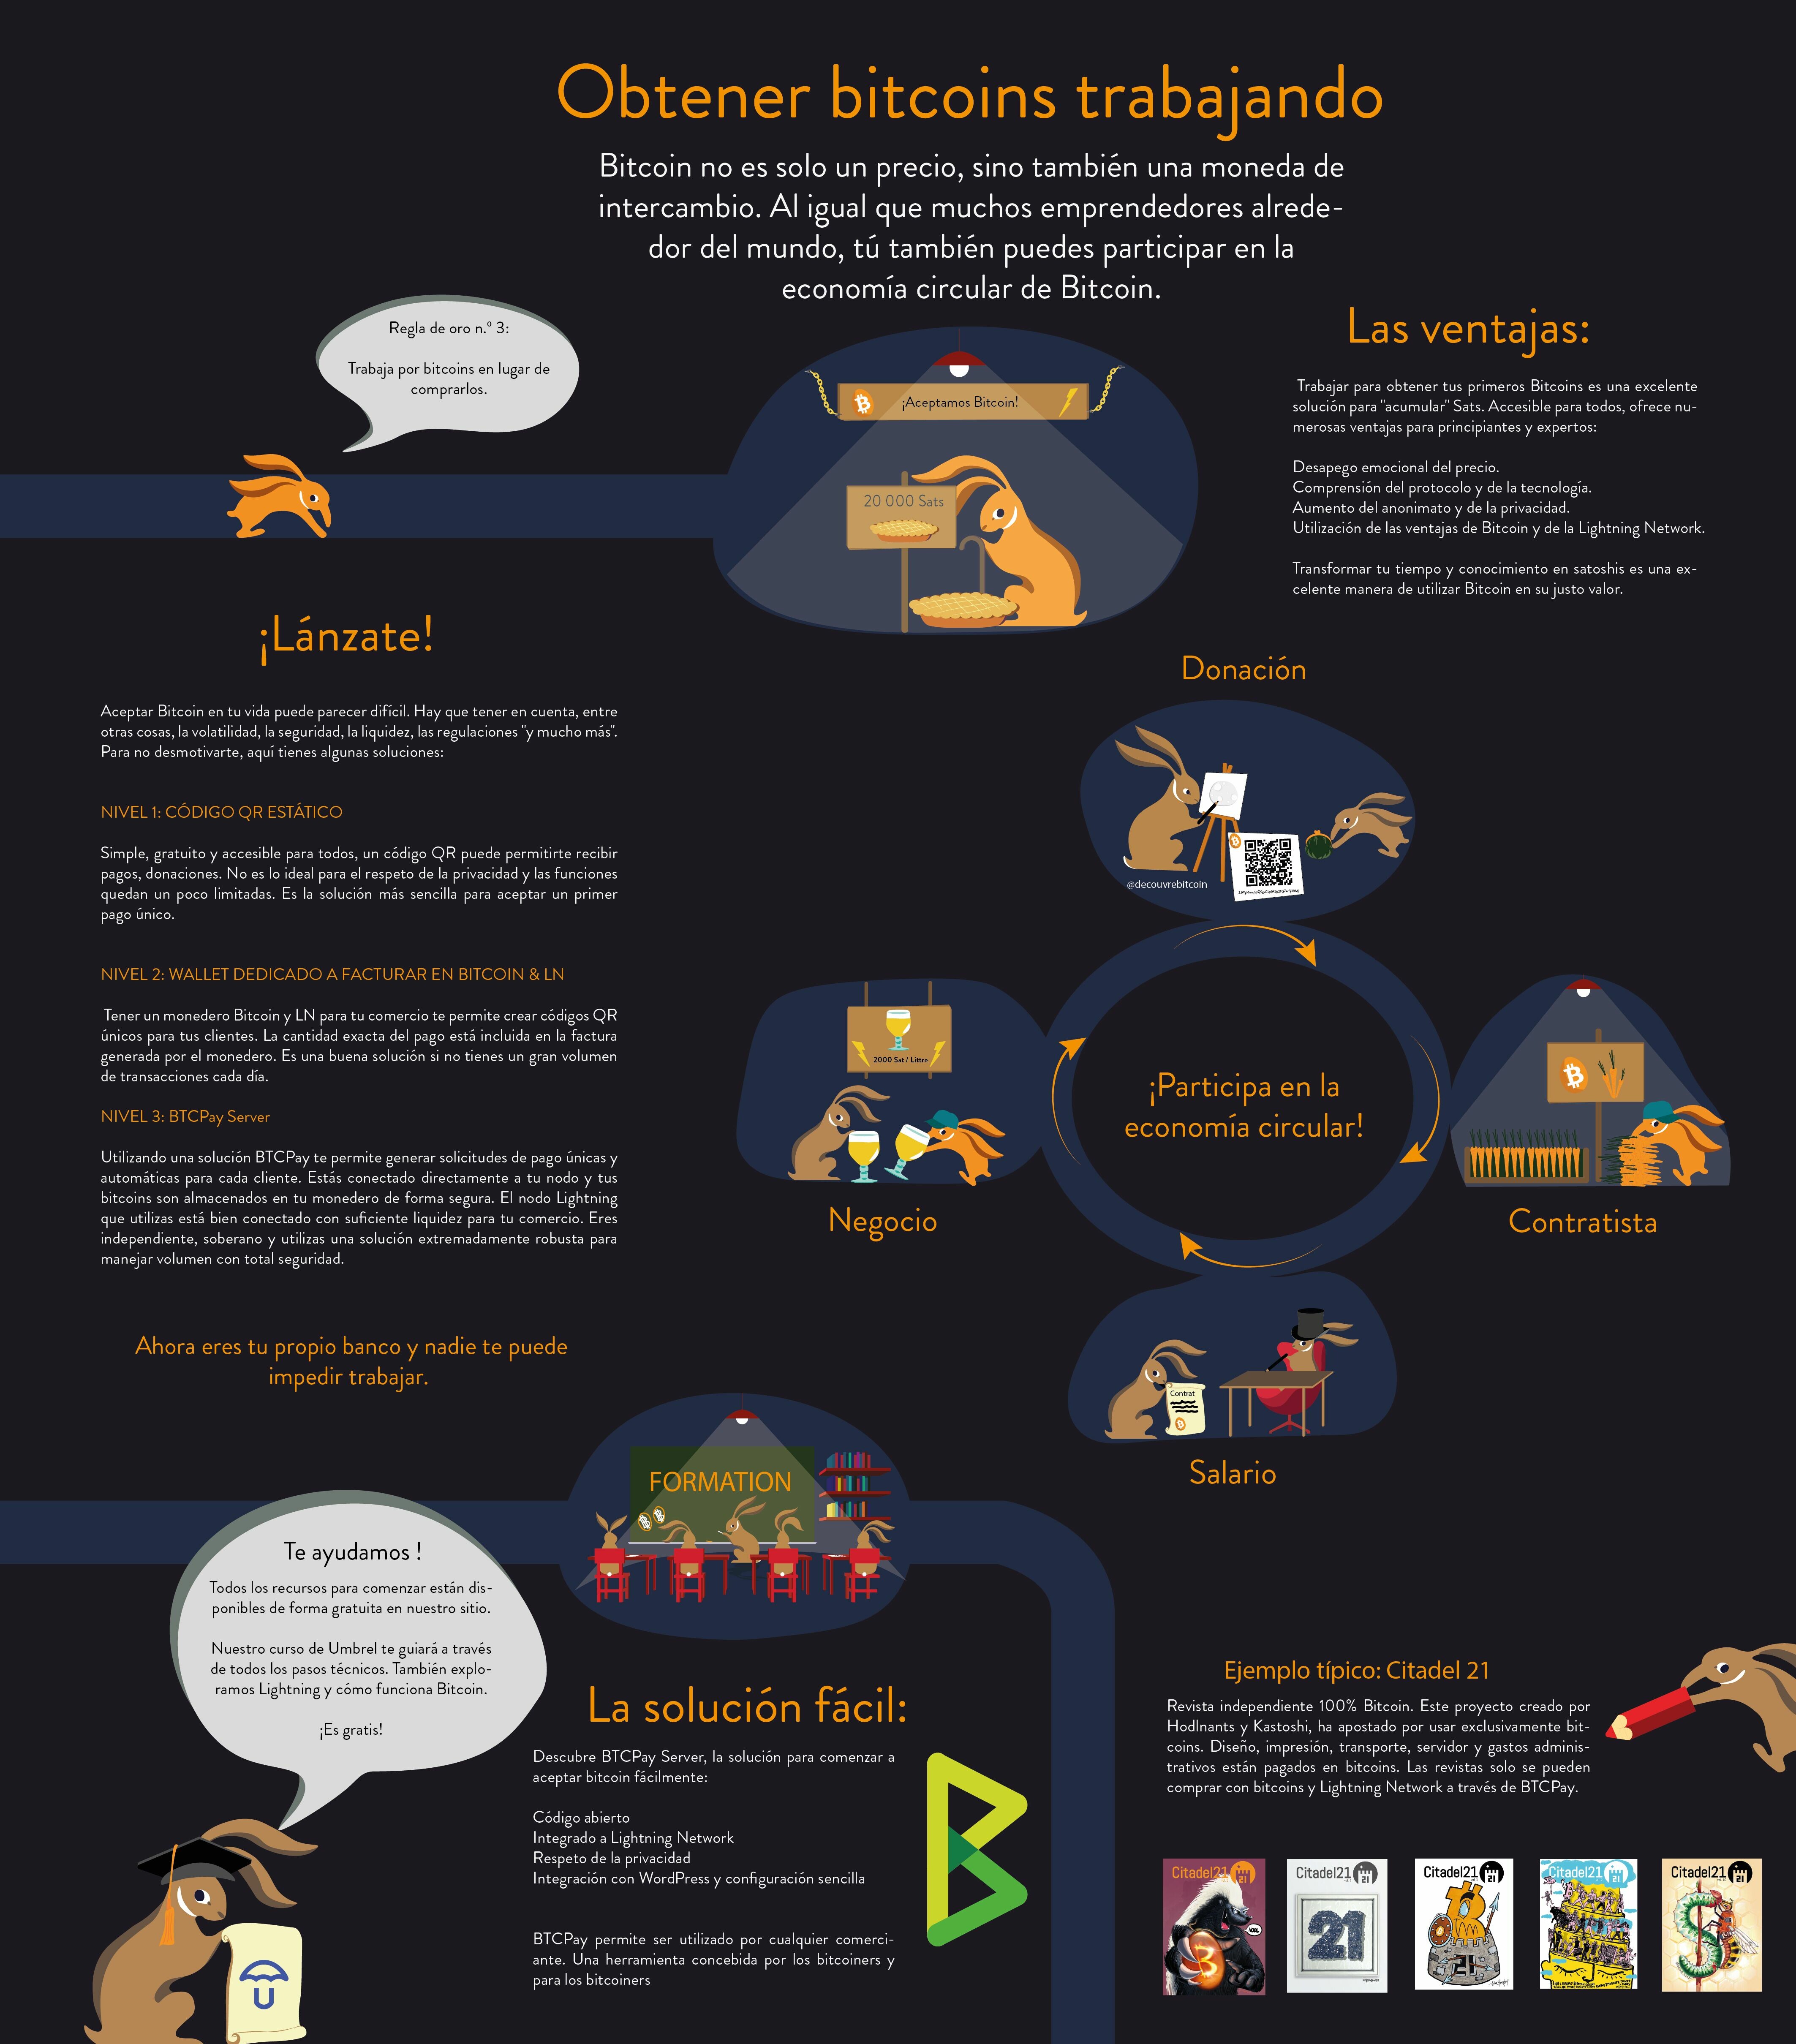 Obtener bitcoins trabajando
Bitcoin no es solo un precio, sino también una moneda de
intercambio. Al igual que muchos emprendedores alrede-
dor del mundo, tú también puedes participar en la
economía circular de Bitcoin.
Regla de oro n.º 3:
Trabaja por bitcoins en lugar de
comprarlos.
¡Aceptamos Bitcoin!
20 000 Sats
Las ventajas:
Trabajar para obtener tus primeros Bitcoins es una excelente
solución para "acumular" Sats. Accesible para todos, ofrece nu-
merosas ventajas para principiantes y expertos:
Desapego emocional del precio.
Comprensión del protocolo y de la tecnología.
Aumento del anonimato y de la privacidad.
Utilización de las ventajas de Bitcoin y de la Lightning Network.
Transformar tu tiempo y conocimiento en satoshis es una ex-
celente manera de utilizar Bitcoin en su justo valor.
¡Lánzate!
Aceptar Bitcoin en tu vida puede parecer difícil. Hay que tener en cuenta, entre
otras cosas, la volatilidad, la seguridad, la liquidez, las regulaciones "y mucho más".
Para no desmotivarte, aquí tienes algunas soluciones:
NIVEL 1: CÓDIGO QR ESTÁTICO
Simple, gratuito y accesible para todos, un código QR puede permitirte recibir
pagos, donaciones. No es lo ideal para el respeto de la privacidad y las funciones
quedan un poco limitadas. Es la solución más sencilla para aceptar un primer
pago único.
NIVEL 2: WALLET DEDICADO A FACTURAR EN BITCOIN & LN
Tener un monedero Bitcoin y LN para tu comercio te permite crear códigos QR
únicos para tus clientes. La cantidad exacta del pago está incluida en la factura
generada por el monedero. Es una buena solución si no tienes un gran volumen
de transacciones cada día.
NIVEL 3: BTCPay Server
Utilizando una solución BTCPay te permite generar solicitudes de pago únicas y
automáticas para cada cliente. Estás conectado directamente a tu nodo y tus
bitcoins son almacenados en tu monedero de forma segura. El nodo Lightning
que utilizas está bien conectado con suficiente liquidez para tu comercio. Eres
independiente, soberano y utilizas una solución extremadamente robusta para
manejar volumen con total seguridad.
Ahora eres tu propio banco y nadie te puede
impedir trabajar.
Donación
@decouvrebitcoin
2000 Sat / Littre
Negocio
¡Participa en la
economía circular!
Contratista
Contrat
Salario
FORMATION
Te ayudamos !
Todos los recursos para comenzar están dis-
ponibles de forma gratuita en nuestro sitio.
Nuestro curso de Umbrel te guiará a través
de todos los pasos técnicos. También explo-
ramos Lightning y cómo funciona Bitcoin.
¡Es gratis!
U
La solución fácil:
Descubre BTCPay Server, la solución para comenzar a
aceptar bitcoin fácilmente:
Código abierto
Integrado a Lightning Network
Respeto de la privacidad
Integración con WordPress y configuración sencilla
BTCPay permite ser utilizado por cualquier comerci-
ante. Una herramienta concebida por los bitcoiners y
para los bitcoiners
Ejemplo típico: Citadel 21
Revista independiente 100% Bitcoin. Este proyecto creado por
Hodlnants y Kastoshi, ha apostado por usar exclusivamente bit-
coins. Diseño, impresión, transporte, servidor y gastos adminis-
trativos están pagados en bitcoins. Las revistas solo se pueden
comprar con bitcoins y Lightning Network a través de BTCPay.
Citadel21
Citadel21 21
21
Citadel21 21
21
Citadel21 21
Citadel21 21